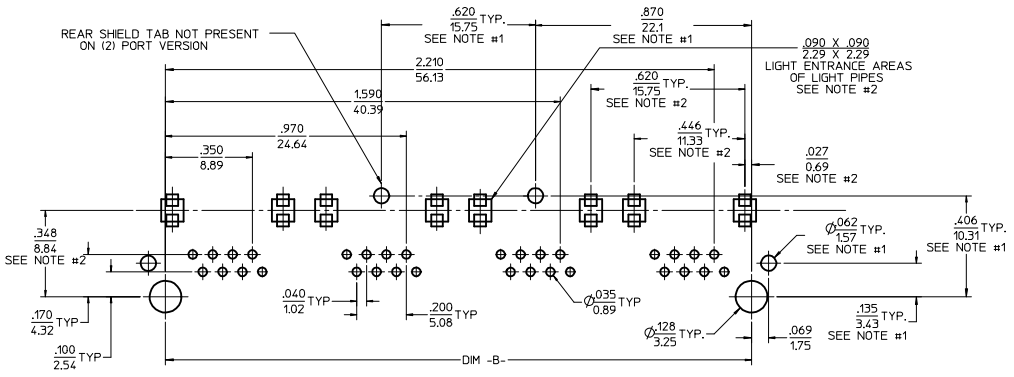 .620
15.75 TYP.
SEE NOTE #1
.870
22.1
SEE NOTE #1
REAR SHIELD TAB NOT PRESENT
ON (2) PORT VERSION
.090 X .090
2.29 X 2.29
LIGHT ENTRANCE AREAS
OF LIGHT PIPES
SEE NOTE #2
2.210
56.13
.620
15.75 TYP.
SEE NOTE #2
1.590
40.39
.970
24.64
.446
11.33 TYP.
SEE NOTE #2
.350
8.89
.027
0.69
SEE NOTE #2
.348
8.84
SEE NOTE #2
Ø.062
1.57 TYP.
SEE NOTE #1
.406
10.31 TYP.
SEE NOTE #1
.040
1.02 TYP
.200
5.08 TYP
Ø.035
0.89 TYP
.170
4.32 TYP
.100
2.54 TYP
Ø.128
3.25 TYP.
.069
1.75
.135
3.43 TYP.
SEE NOTE #1
DIM -B-